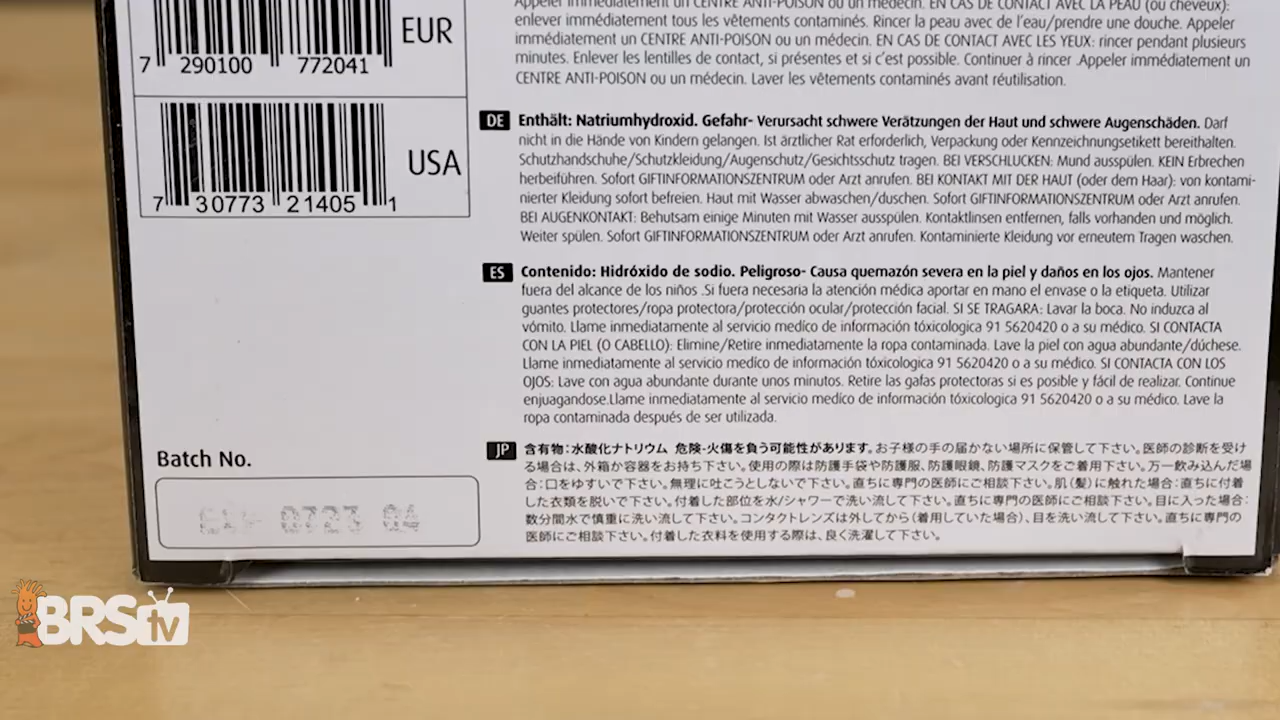 EUR
7 290100 772041
USA
7 30773 21405 1
Batch No.
0723 04
enlever immédiatement tous les vêtements contaminés. Rincer la peau avec de l'eau/prendre une douche. Appeler
immédiatement un CENTRE ANTI-POISON ou un médecin. EN CAS DE CONTACT AVEC LES YEUX: rincer pendant plusieurs
minutes. Enlever les lentilles de contact, si présentes et si c'est possible. Continuer à rincer .Appeler immédiatement un
CENTRE ANTI-POISON ou un médecin. Laver les vêtements contaminés avant réutilisation.
DE Enthält: Natriumhydroxid. Gefahr- Verursacht schwere Verätzungen der Haut und schwere Augenschäden. Darf
nicht in die Hände von Kindern gelangen. Ist ärztlicher Rat erforderlich, Verpackung oder Kennzeichnungsetikett bereithalten.
Schutzhandschuhe/Schutzkleidung/Augenschutz/Gesichtsschutz tragen. BEI VERSCHLUCKEN: Mund ausspülen. KEIN Erbrechen
herbeiführen. Sofort GIFTINFORMATIONSZENTRUM oder Arzt anrufen. BEI KONTAKT MIT DER HAUT (oder dem Haar): von kontami-
nierter Kleidung sofort befreien. Haut mit Wasser abwaschen/duschen. Sofort GIFTINFORMATIONSZENTRUM oder Arzt anrufen.
BEI AUGENKONTAKT: Behutsam einige Minuten mit Wasser ausspülen. Kontaktlinsen entfernen, falls vorhanden und möglich.
Weiter spülen. Sofort GIFTINFORMATIONSZENTRUM oder Arzt anrufen. Kontaminierte Kleidung vor erneutem Tragen waschen.
ES Contenido: Hidróxido de sodio. Peligroso- Causa quemazón severa en la piel y daños en los ojos. Mantener
fuera del alcance de los niños .Si fuera necesaria la atención médica aportar en mano el envase o la etiqueta. Utilizar
guantes protectores/ropa protectora/protección ocular/protección facial. SI SE TRAGARA: Lavar la boca. No induzca al
vómito. Llame inmediatamente al servicio medíco de información tóxicologica 91 5620420 o a su médico. SI CONTACTA
CON LA PIEL (O CABELLO): Elimine/Retire inmediatamente la ropa contaminada. Lave la piel con agua abundante/dúchese.
Llame inmediatamente al servicio medíco de información tóxicologica 91 5620420 o a su médico. SI CONTACTA CON LOS
OJOS: Lave con agua abundante durante unos minutos. Retire las gafas protectoras si es posible y fácil de realizar. Continue
enjuagandose.Llame inmediatamente al servicio medíco de información tóxicologica 91 5620420 o a su médico. Lave la
ropa contaminada después de ser utilizada.
JP 含有物：水酸化ナトリウム 危険-火傷を負う可能性があります。お子様の手の届かない場所に保管して下さい。医師の診断を受け
る場合は、外箱か容器をお持ち下さい。使用の際は防護手袋や防護服、防護眼鏡、防護マスクをご着用下さい。万一飲み込んだ場
合：口をゆすいで下さい。無理に吐こうとしないで下さい。直ちに専門の医師にご相談下さい。肌（髪）に触れた場合：直ちに付着
した衣類を脱いで下さい。付着した部位を水/シャワーで洗い流して下さい。直ちに専門の医師にご相談下さい。目に入った場合：
数分間水で慎重に洗い流して下さい。コンタクトレンズは外してから（着用していた場合）、目を洗い流して下さい。直ちに専門の
医師にご相談下さい。付着した衣料を使用する際は、良く洗濯して下さい。
BRStv